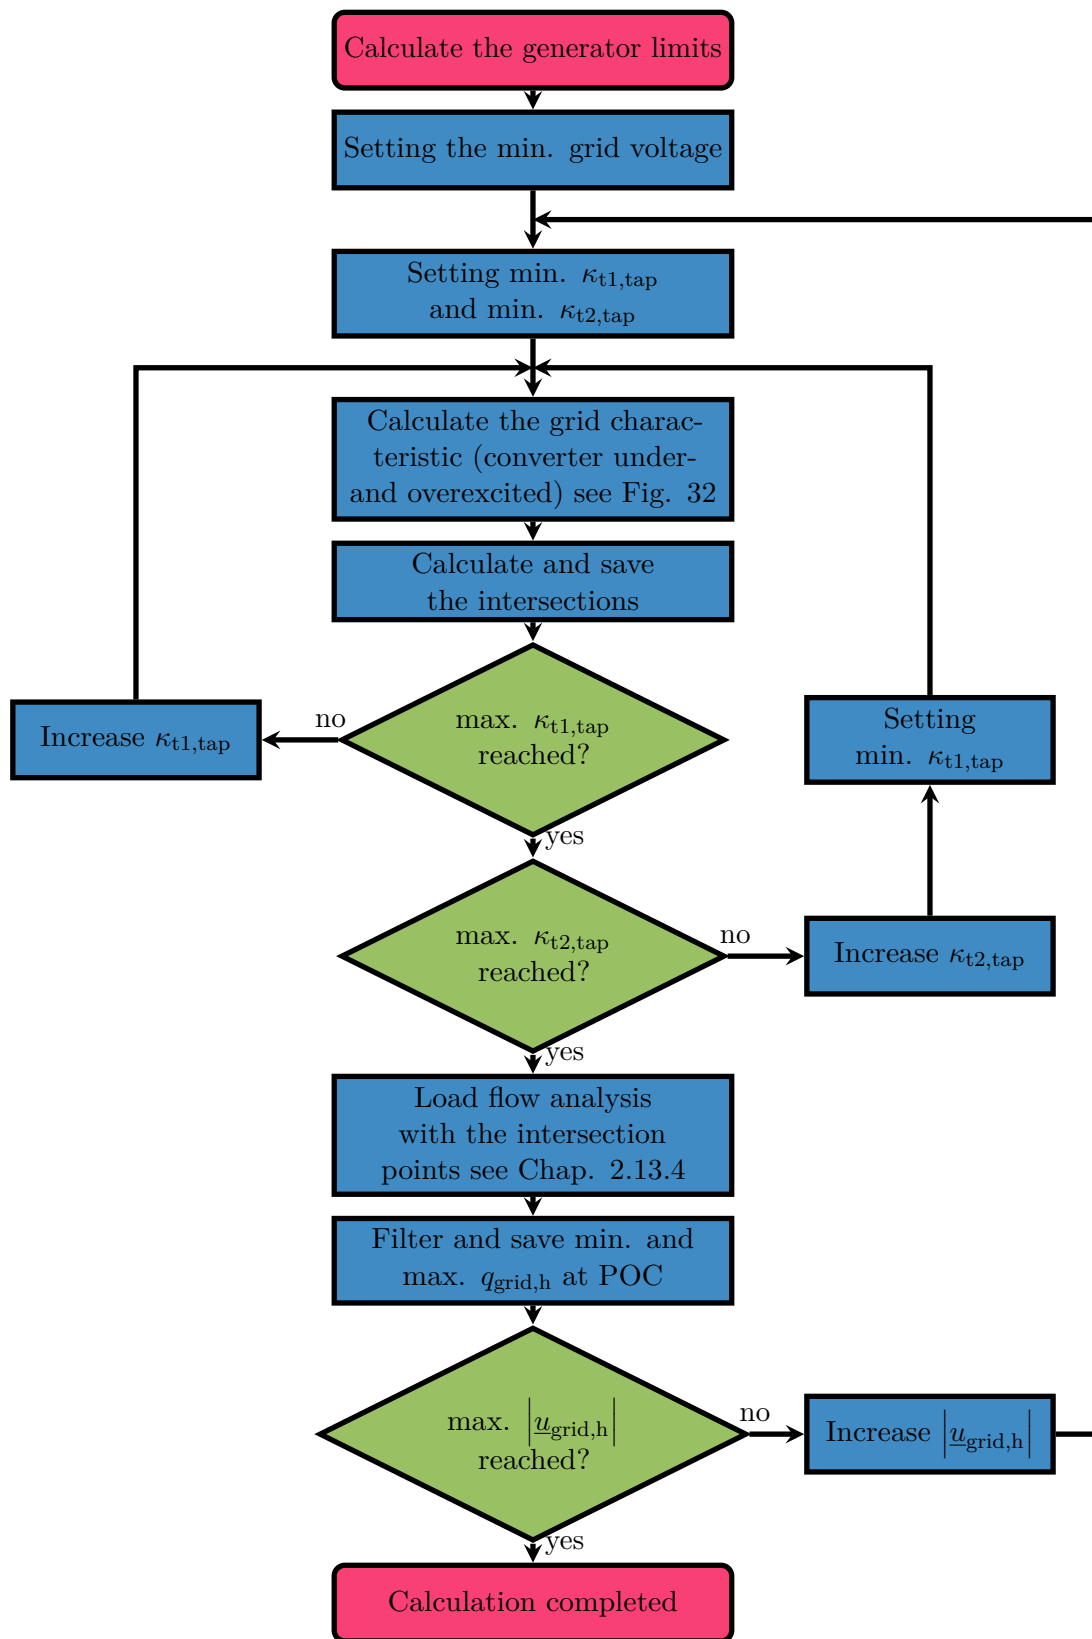 Calculate the generator limits
Setting the min. grid voltage
Setting min. κt1,tap
and min. κt2,tap
Calculate the grid charac-
teristic (converter under-
and overexcited) see Fig. 32
Calculate and save
the intersections
max. κt1,tap
reached?
no
Increase κt1,tap
yes
Setting
min. κt1,tap
max. κt2,tap
reached?
no
Increase κt2,tap
yes
Load flow analysis
with the intersection
points see Chap. 2.13.4
Filter and save min. and
max. qgrid,h at POC
max. |u̲grid,h|
reached?
no
Increase |u̲grid,h|
yes
Calculation completed